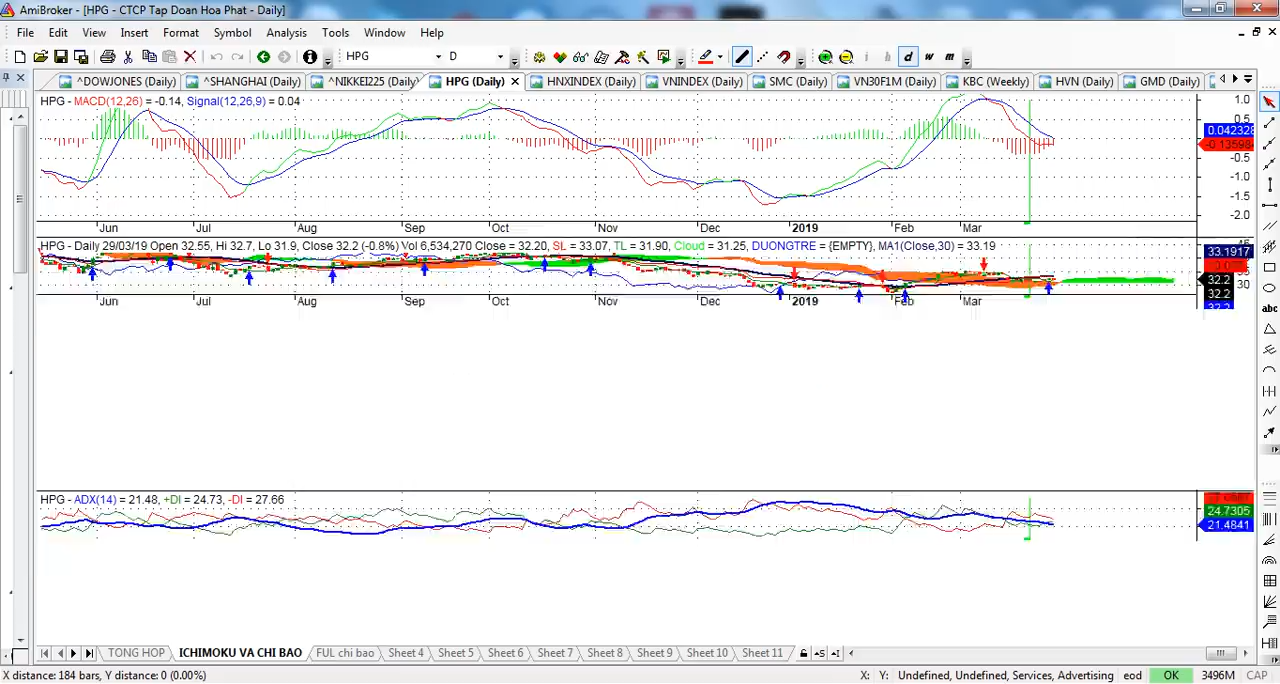 AmiBroker - [HPG - CTCP Tap Doan Hoa Phat - Daily]
File Edit View Insert Format Symbol Analysis Tools Window Help
HPG D i h d w m
^DOWJONES (Daily) ^SHANGHAI (Daily) ^NIKKEI225 (Daily) HPG (Daily) HNXINDEX (Daily) VNINDEX (Daily) SMC (Daily) VN30F1M (Daily) KBC (Weekly) HVN (Daily) GMD (Daily)
HPG - MACD(12,26) = -0.14, Signal(12,26,9) = 0.04
1.0
0.5
0.042328
-0.13598
-0.5
-1.0
-1.5
-2.0
Jun Jul Aug Sep Oct Nov Dec 2019 Feb Mar
HPG - Daily 29/03/19 Open 32.55, Hi 32.7, Lo 31.9, Close 32.2 (-0.8%) Vol 6,534,270 Close = 32.20, SL = 33.07, TL = 31.90, Cloud = 31.25, DUONGTRE = {EMPTY}, MA1(Close,30) = 33.19
33.1917
32.2
30
32.2
32.2
Jun Jul Aug Sep Oct Nov Dec 2019 Feb Mar
HPG - ADX(14) = 21.48, +DI = 24.73, -DI = 27.66
24.7305
21.4841
abc
TONG HOP ICHIMOKU VA CHI BAO FUL chi bao Sheet 4 Sheet 5 Sheet 6 Sheet 7 Sheet 8 Sheet 9 Sheet 10 Sheet 11
X distance: 184 bars, Y distance: 0 (0.00%) X: Y: Undefined, Undefined, Services, Advertising eod OK 3496M CAP